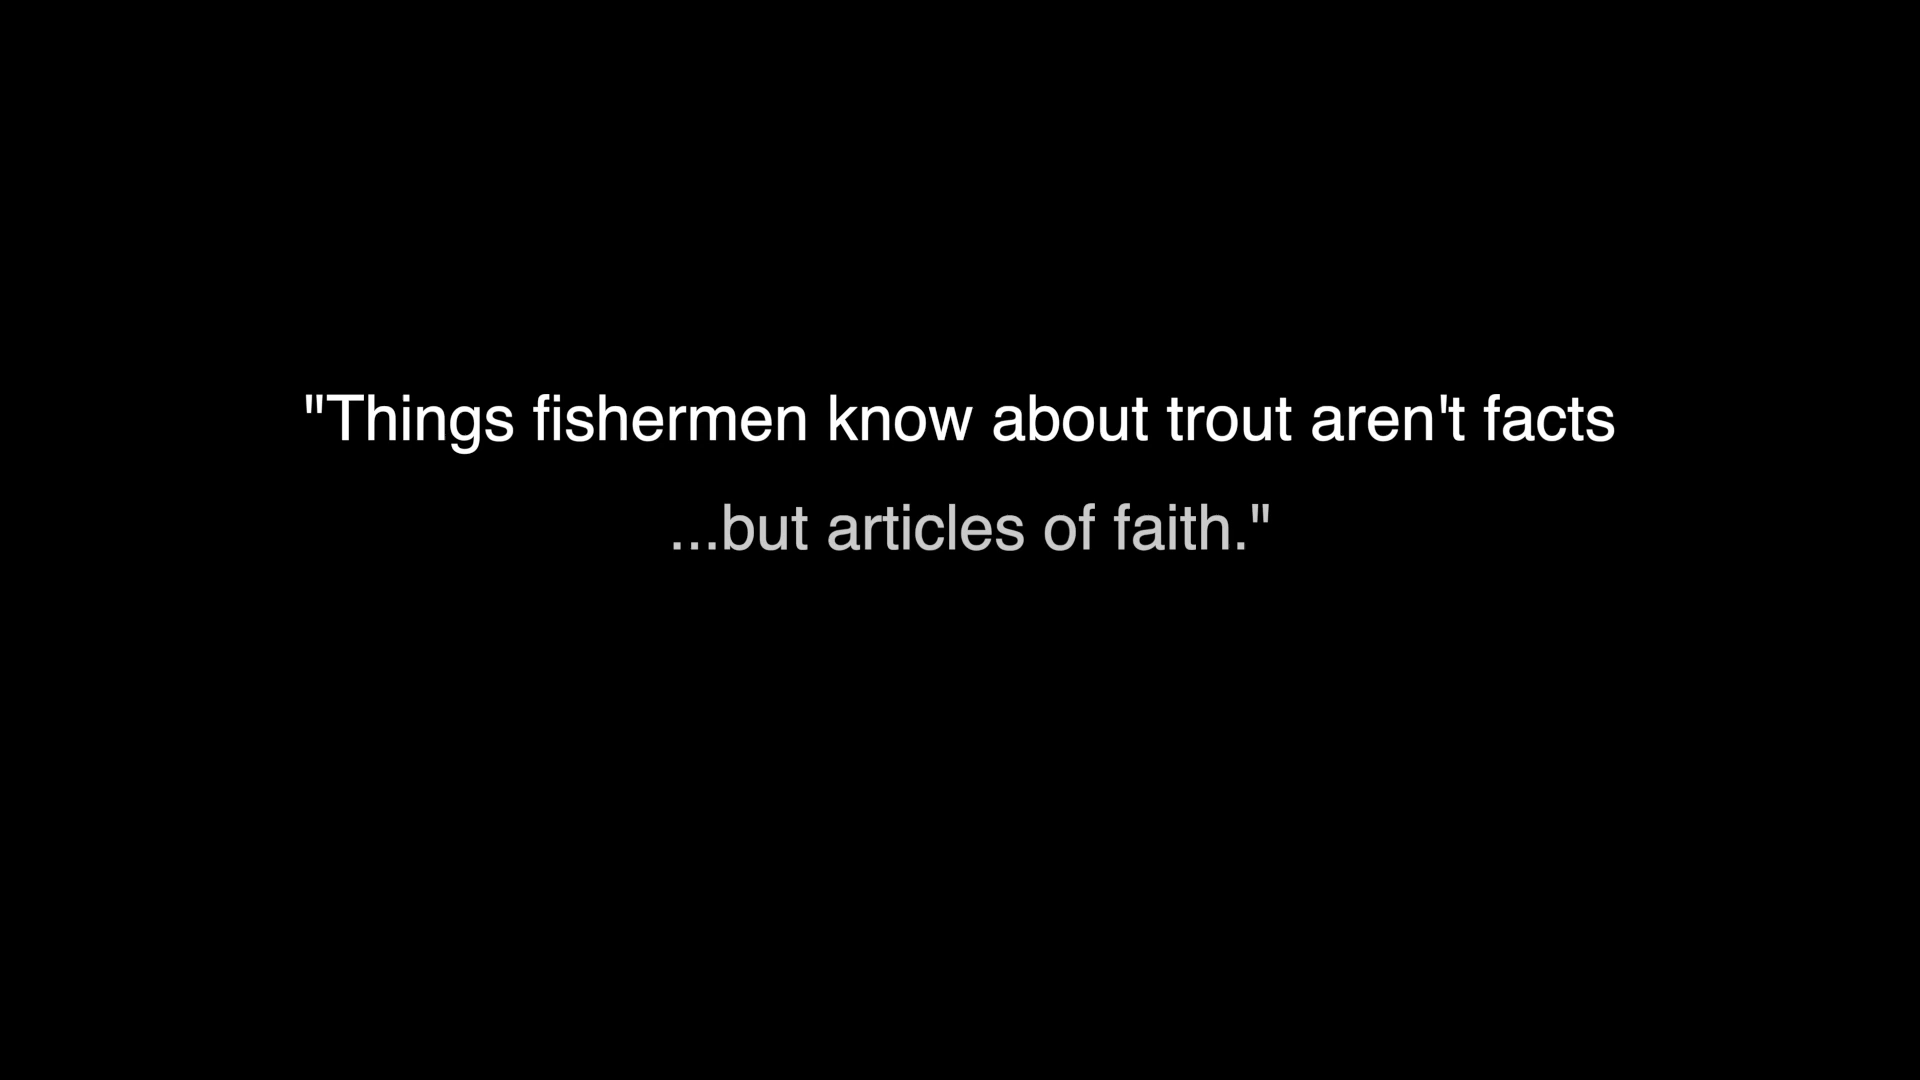 "Things fishermen know about trout aren't facts
...but articles of faith."